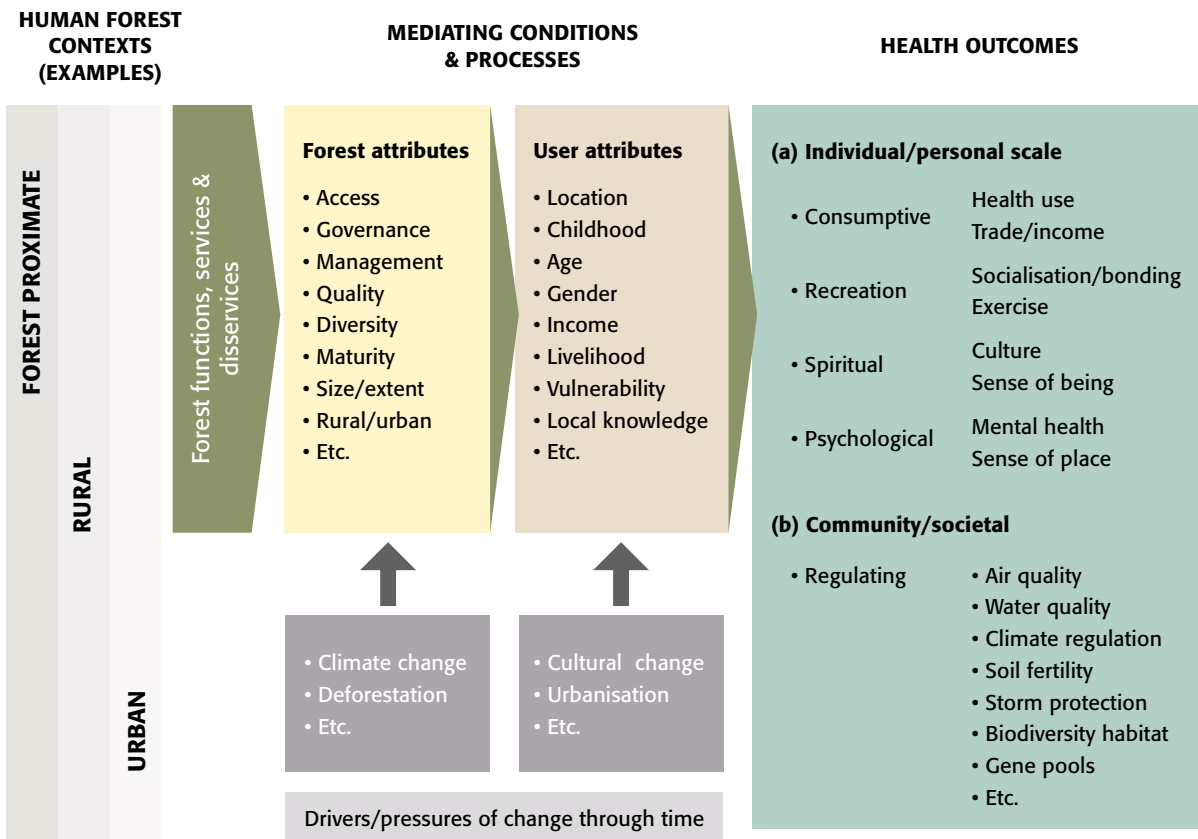 HUMAN FOREST
CONTEXTS
(EXAMPLES)
MEDIATING CONDITIONS
& PROCESSES
HEALTH OUTCOMES
FOREST PROXIMATE
RURAL
URBAN
Forest functions, services &
disservices
Forest attributes
• Access
• Governance
• Management
• Quality
• Diversity
• Maturity
• Size/extent
• Rural/urban
• Etc.
User attributes
• Location
• Childhood
• Age
• Gender
• Income
• Livelihood
• Vulnerability
• Local knowledge
• Etc.
• Climate change
• Deforestation
• Etc.
• Cultural change
• Urbanisation
• Etc.
Drivers/pressures of change through time
(a) Individual/personal scale
• Consumptive
Health use
Trade/income
• Recreation
Socialisation/bonding
Exercise
• Spiritual
Culture
Sense of being
• Psychological
Mental health
Sense of place
(b) Community/societal
• Regulating
• Air quality
• Water quality
• Climate regulation
• Soil fertility
• Storm protection
• Biodiversity habitat
• Gene pools
• Etc.